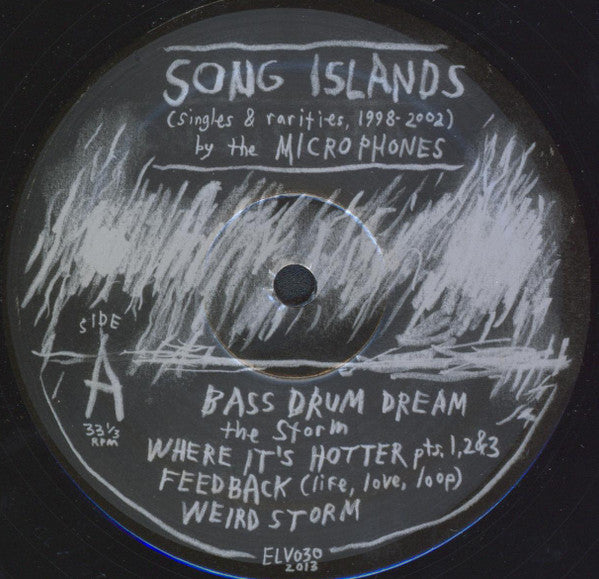 SONG ISLANDS
(singles & rarities, 1998-2002)
by the MICROPHONES
SIDE
A
33 1/3
RPM
BASS DRUM DREAM
the Storm
WHERE IT'S HOTTER pts. 1, 2 & 3
FEEDBACK (life, love, loop)
WEIRD STORM
ELV030
2013